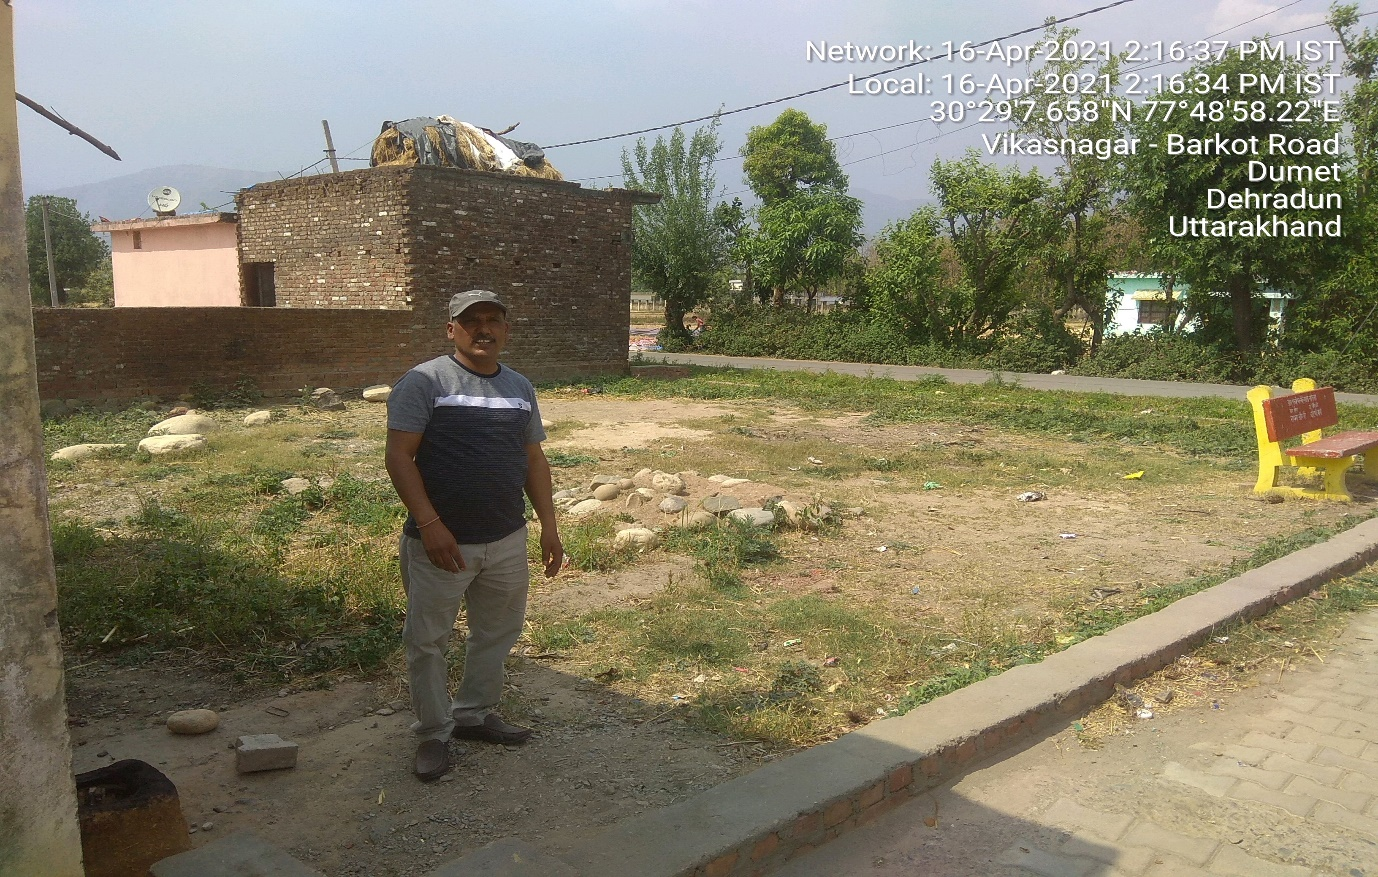 Network: 16-Apr-2021 2:16:37 PM IST
Local: 16-Apr-2021 2:16:34 PM IST
30°29'7.658"N 77°48'58.22"E
Vikasnagar - Barkot Road
Dumet
Dehradun
Uttarakhand